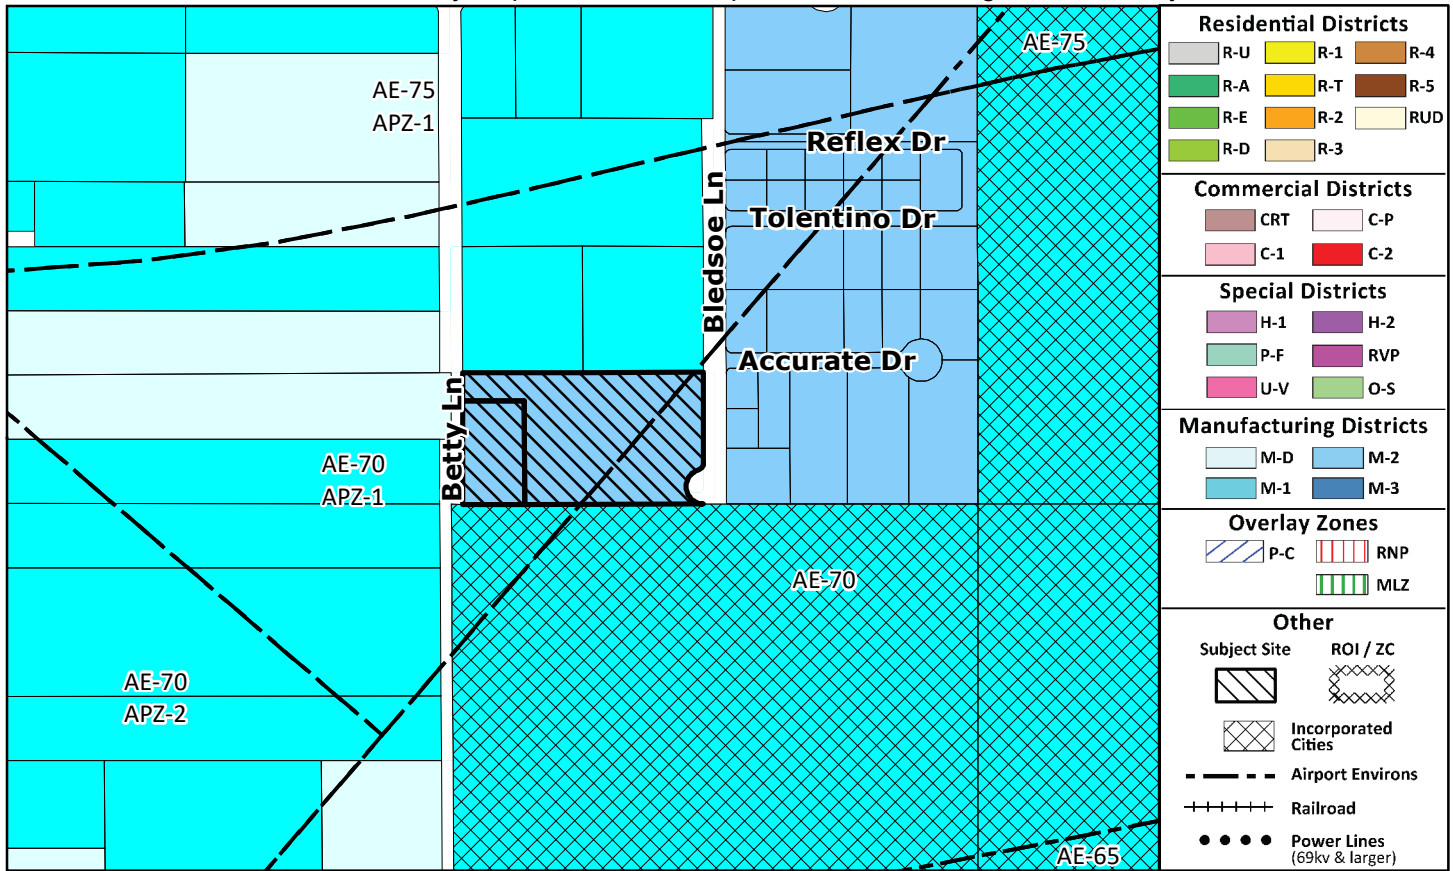 AE-75
APZ-1
AE-75
Reflex Dr
Tolentino Dr
Bledsoe Ln
Accurate Dr
Betty Ln
AE-70
APZ-1
AE-70
AE-70
APZ-2
AE-65
Residential Districts
R-U R-1 R-4
R-A R-T R-5
R-E R-2 RUD
R-D R-3
Commercial Districts
CRT C-P
C-1 C-2
Special Districts
H-1 H-2
P-F RVP
U-V O-S
Manufacturing Districts
M-D M-2
M-1 M-3
Overlay Zones
P-C RNP
MLZ
Other
Subject Site ROI / ZC
Incorporated
Cities
Airport Environs
Railroad
Power Lines
(69kv & larger)